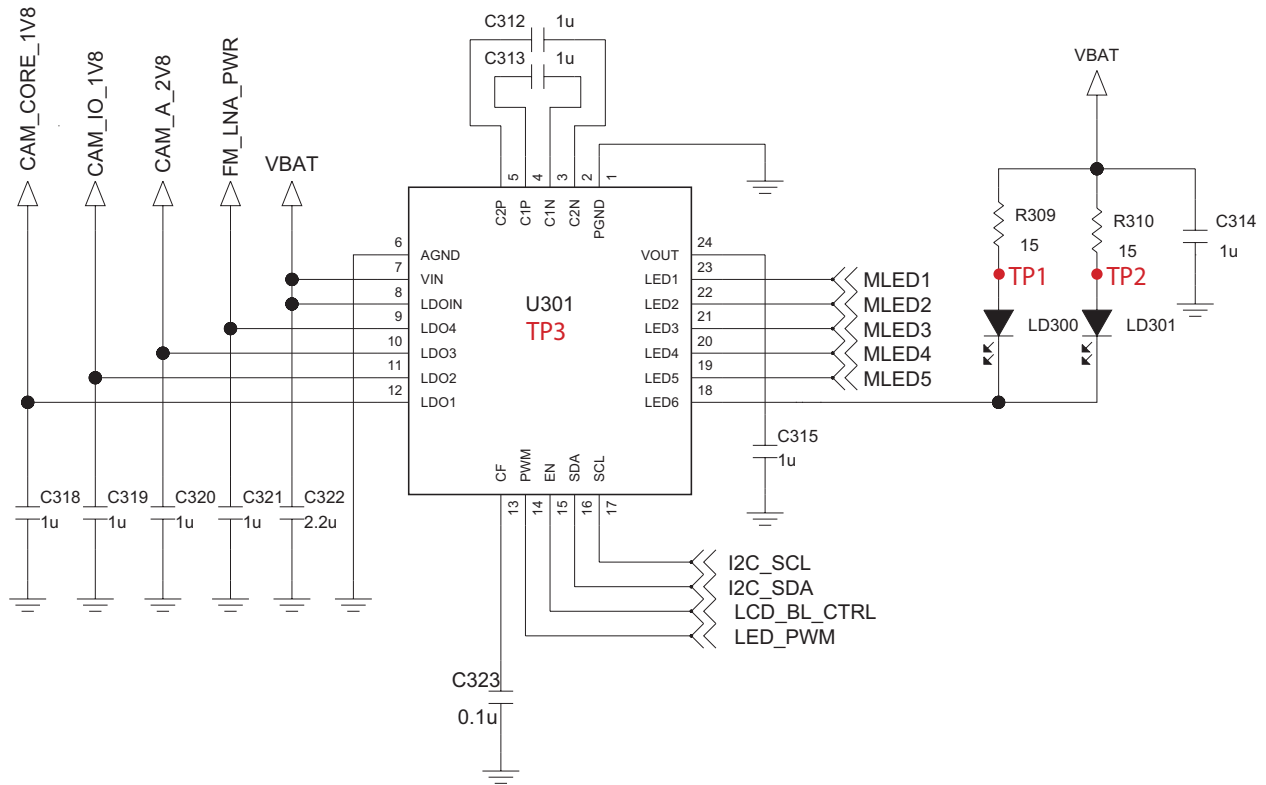 CAM_CORE_1V8
CAM_IO_1V8
CAM_A_2V8
FM_LNA_PWR
VBAT
C312 1u
C313 1u
5 4 3 2 1
C2P C1P C1N C2N PGND
6 AGND
7 VIN
8 LDOIN
9 LDO4
10 LDO3
11 LDO2
12 LDO1
U301
TP3
VOUT 24
LED1 23 MLED1
LED2 22 MLED2
LED3 21 MLED3
LED4 20 MLED4
LED5 19 MLED5
LED6 18
CF PWM EN SDA SCL
13 14 15 16 17
VBAT
R309
15
R310
15
C314
1u
TP1
TP2
LD300
LD301
C315
1u
C318
1u
C319
1u
C320
1u
C321
1u
C322
2.2u
I2C_SCL
I2C_SDA
LCD_BL_CTRL
LED_PWM
C323
0.1u